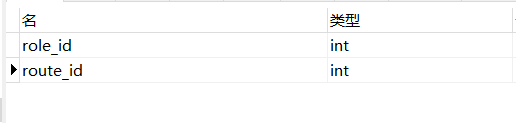 名 类型
role_id int
route_id int